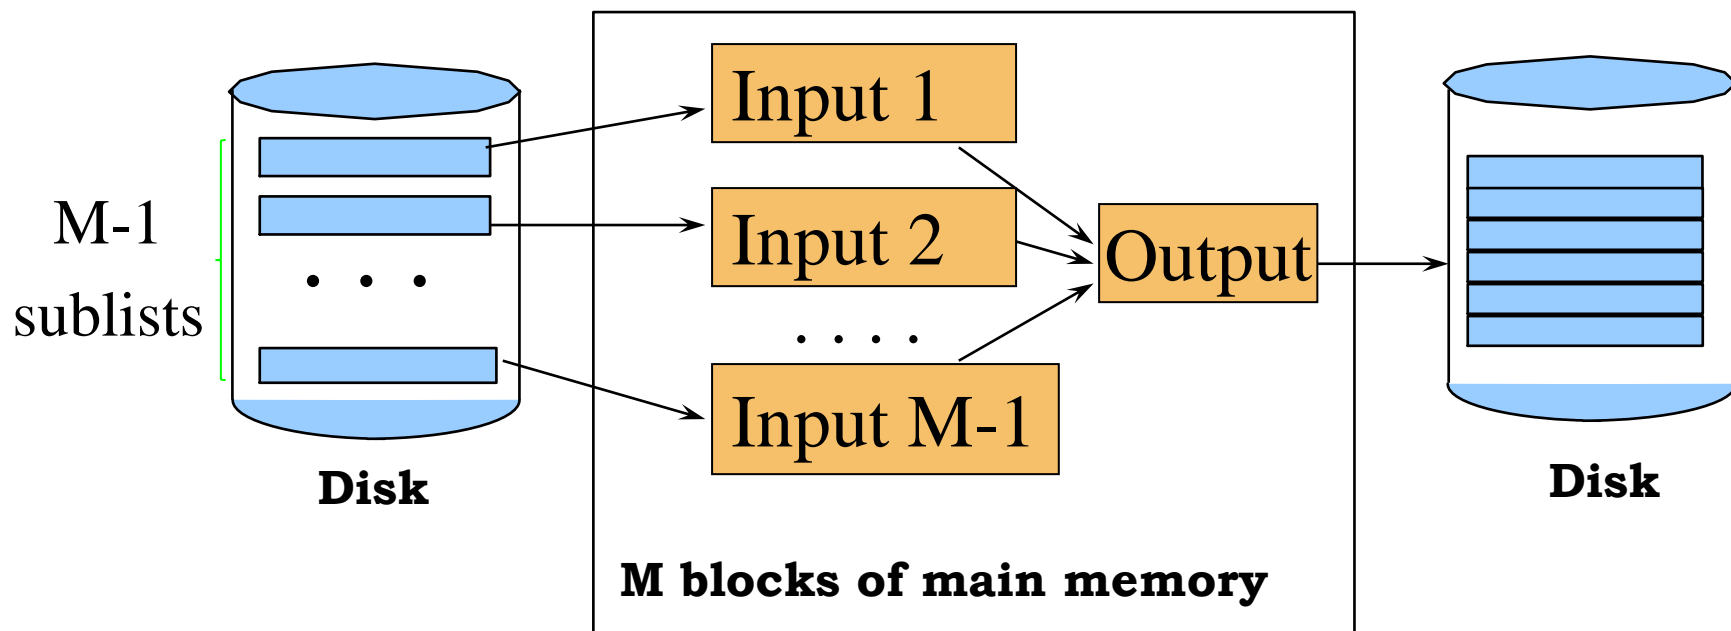 M-1
sublists
Disk
Input 1
Input 2
. . . .
Input M-1
Output
M blocks of main memory
Disk